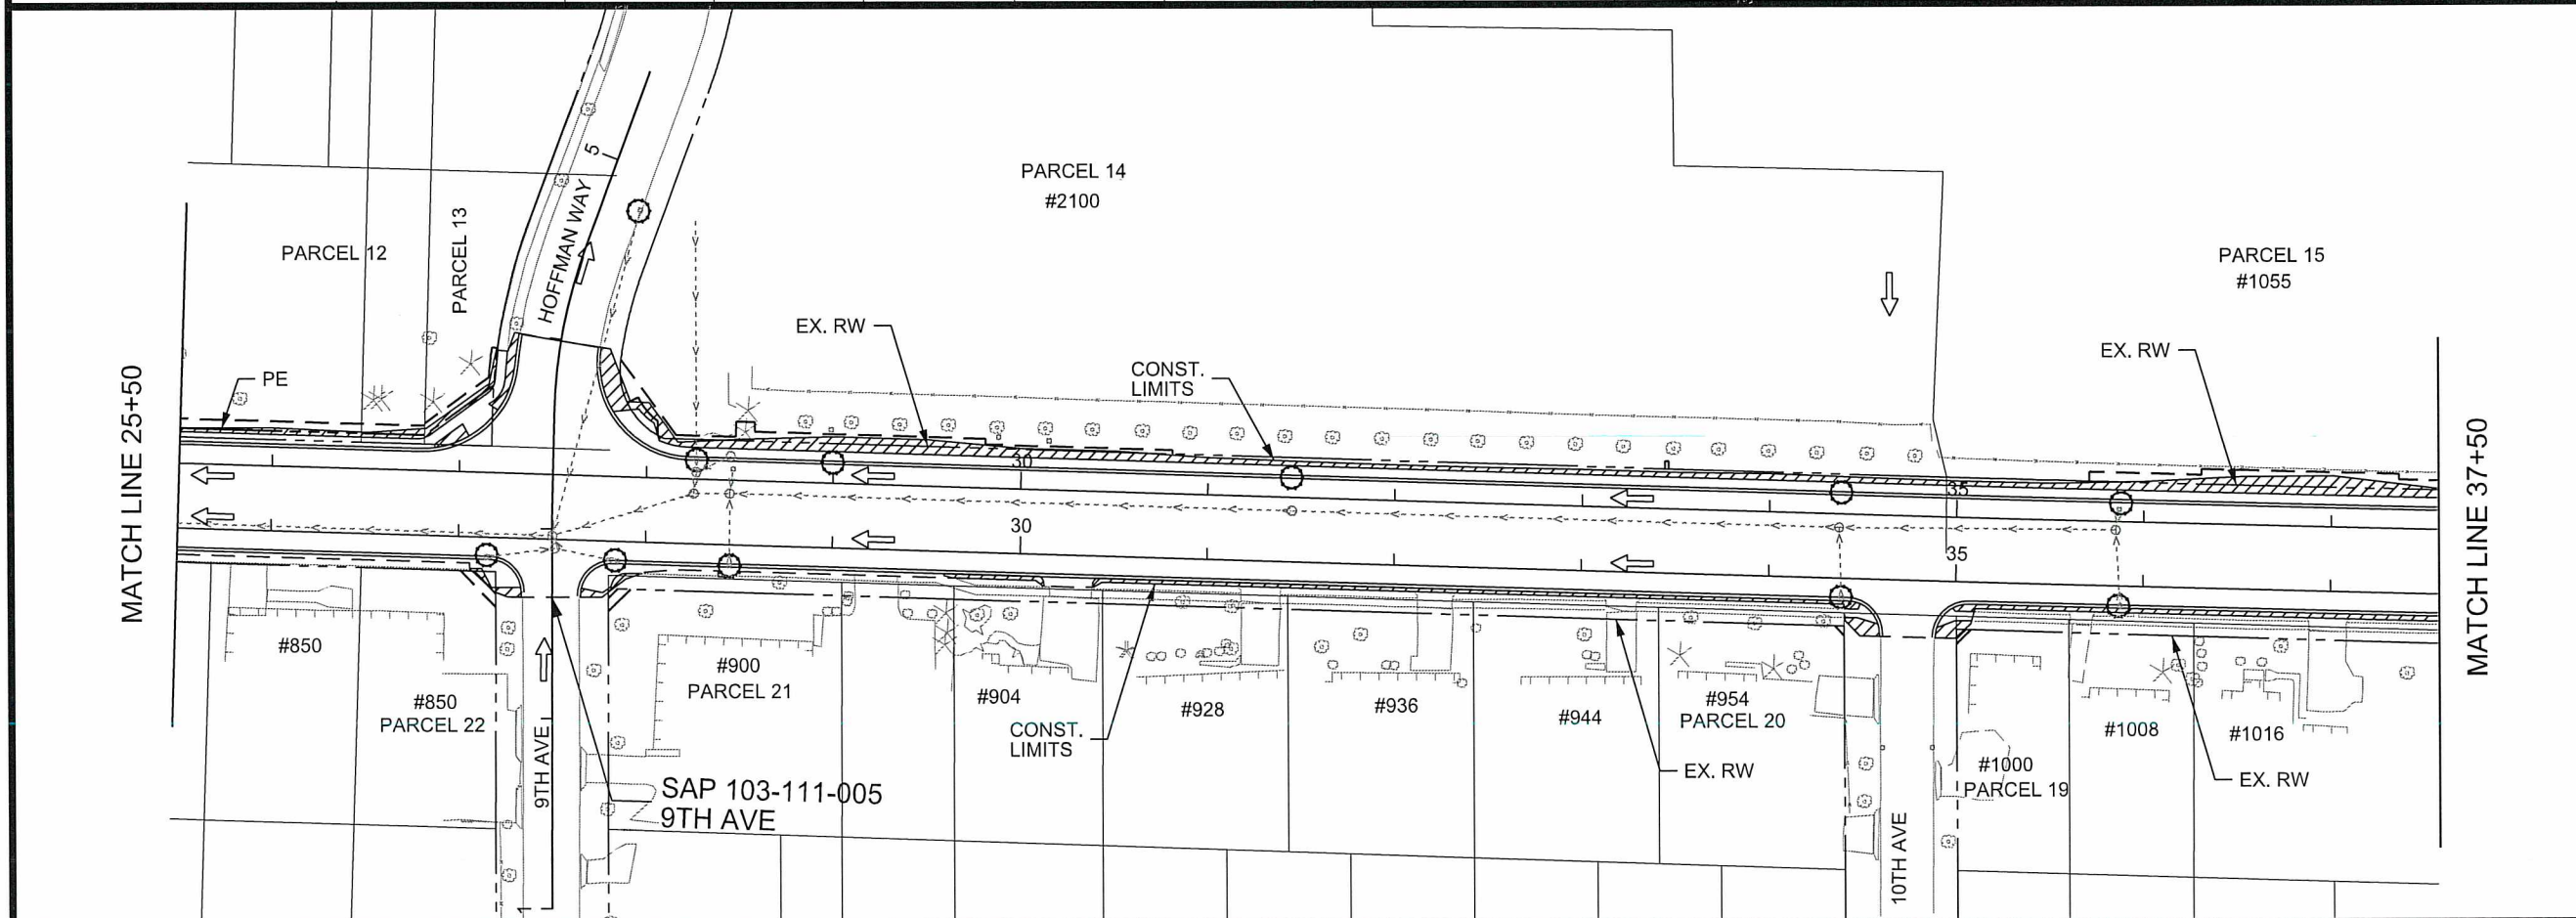 PARCEL 14
#2100
PARCEL 12
PARCEL 13
HOFFMAN WAY
5
PARCEL 15
#1055
MATCH LINE 25+50
PE
EX. RW
CONST.
LIMITS
EX. RW
MATCH LINE 37+50
30
35
30
35
#850
#850
PARCEL 22
9TH AVE
1
#900
PARCEL 21
SAP 103-111-005
9TH AVE
#904
CONST.
LIMITS
#928
#936
#944
#954
PARCEL 20
EX. RW
10TH AVE
#1000
PARCEL 19
#1008
#1016
EX. RW